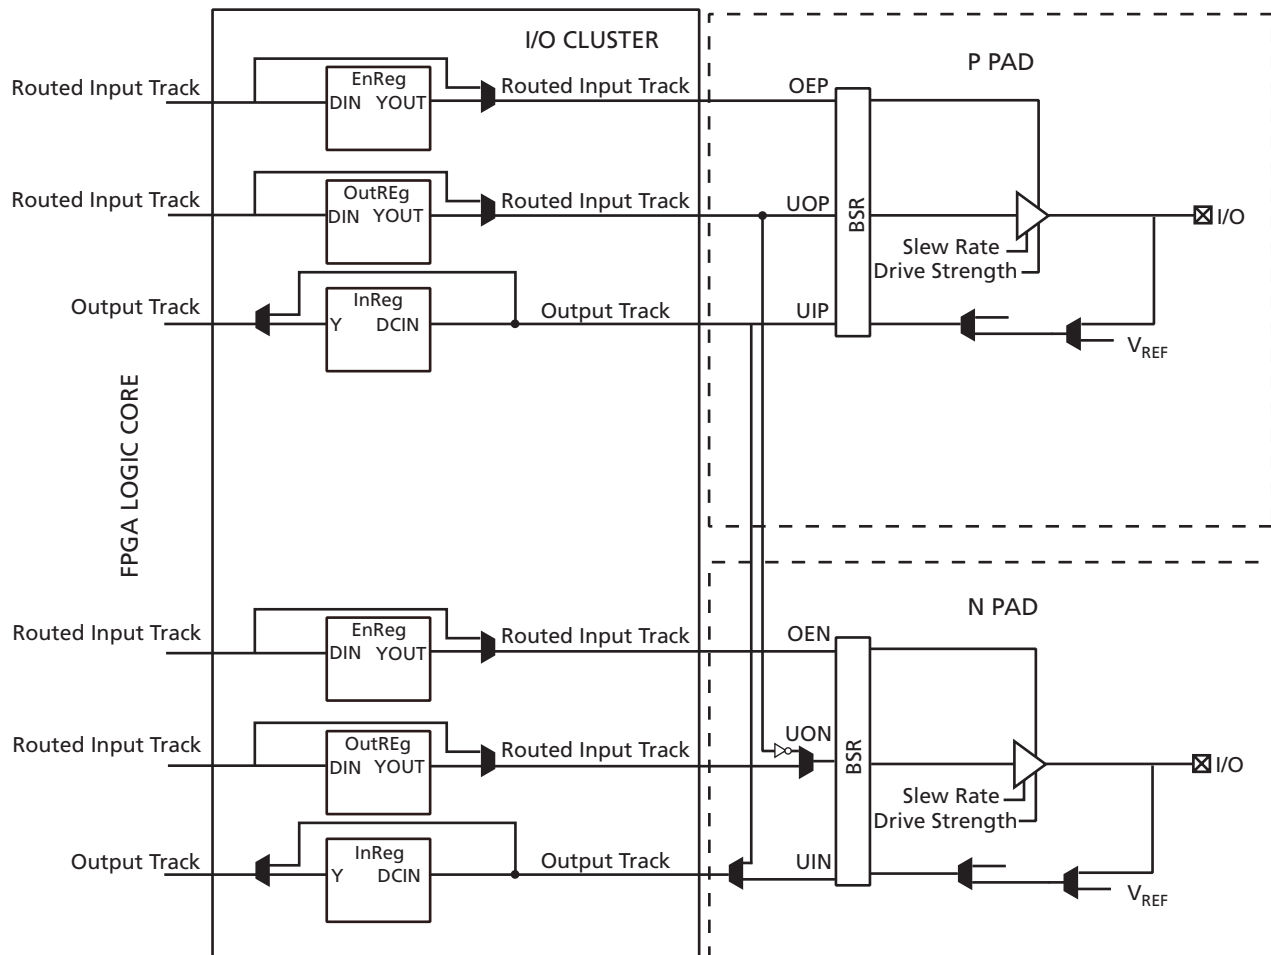 I/O CLUSTER
P PAD
Routed Input Track
EnReg
DIN YOUT
Routed Input Track
OEP
Routed Input Track
OutREg
DIN YOUT
Routed Input Track
UOP
BSR
I/O
Slew Rate
Drive Strength
Output Track
InReg
Y DCIN
Output Track
UIP
VREF
FPGA LOGIC CORE
N PAD
Routed Input Track
EnReg
DIN YOUT
Routed Input Track
OEN
Routed Input Track
OutREg
DIN YOUT
Routed Input Track
UON
BSR
I/O
Slew Rate
Drive Strength
Output Track
InReg
Y DCIN
Output Track
UIN
VREF